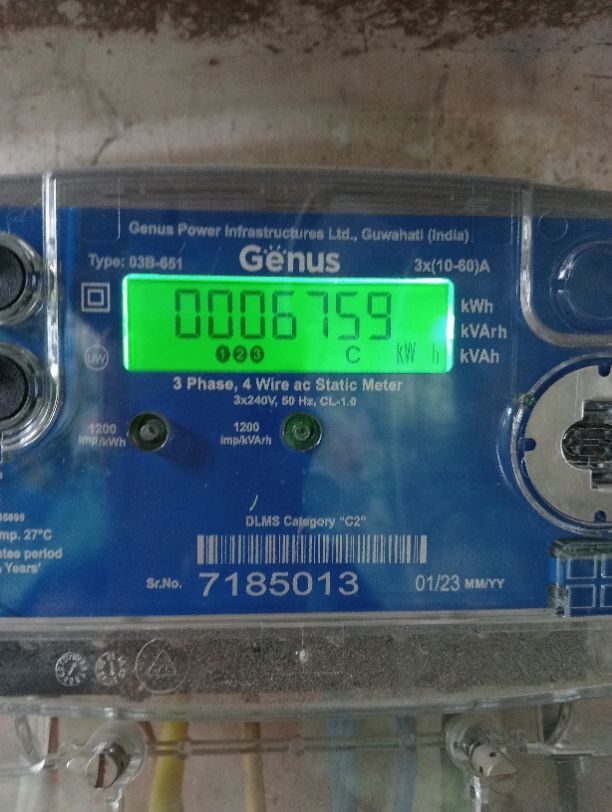 Genus Power Infrastructures Ltd., Guwahati (India)
Type: 03B-651 Genus 3x(10-60)A
0006759 kWh
kVArh
123 C kW h kVAh
UW
3 Phase, 4 Wire ac Static Meter
3x240V, 50 Hz, CL-1.0
1200 imp/kWh 1200 imp/kVArh
DLMS Category "C2"
mp. 27°C
tee period
Years'
Sr.No. 7185013 01/23 MM/YY